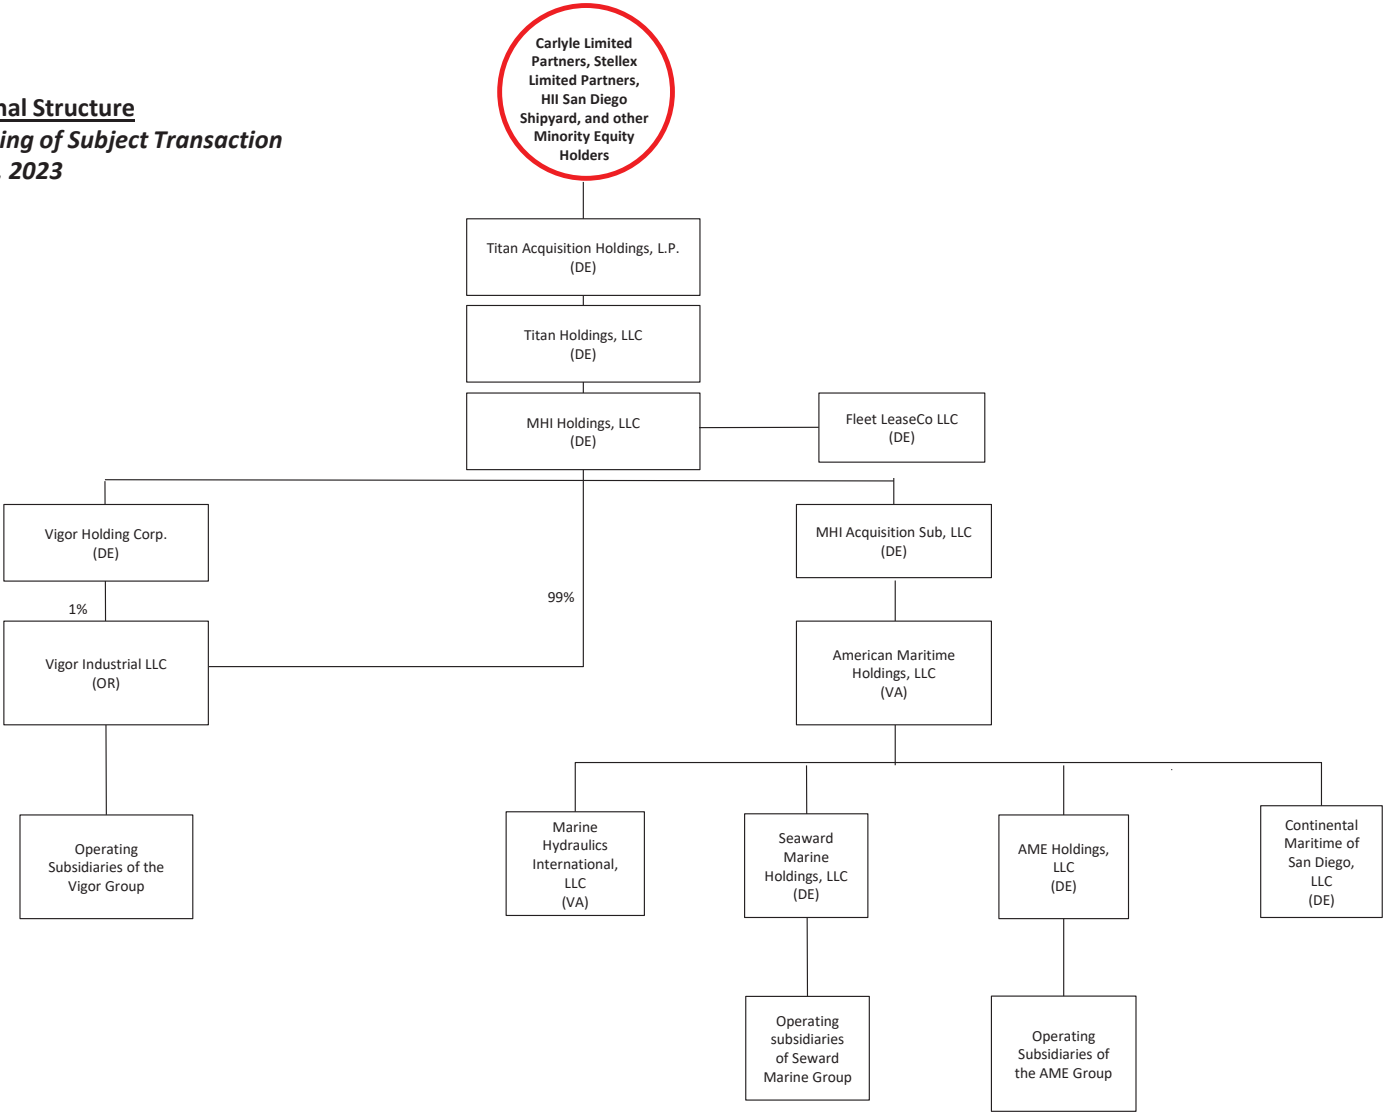 Carlyle Limited
Partners, Stellex
Limited Partners,
HII San Diego
Shipyard, and other
Minority Equity
Holders
nal Structure
ing of Subject Transaction
, 2023
Titan Acquisition Holdings, L.P.
(DE)
Titan Holdings, LLC
(DE)
MHI Holdings, LLC
(DE)
Fleet LeaseCo LLC
(DE)
Vigor Holding Corp.
(DE)
MHI Acquisition Sub, LLC
(DE)
1%
99%
Vigor Industrial LLC
(OR)
American Maritime
Holdings, LLC
(VA)
Operating
Subsidiaries of the
Vigor Group
Marine
Hydraulics
International,
LLC
(VA)
Seaward
Marine
Holdings, LLC
(DE)
AME Holdings,
LLC
(DE)
Continental
Maritime of
San Diego,
LLC
(DE)
Operating
subsidiaries
of Seward
Marine Group
Operating
Subsidiaries of
the AME Group